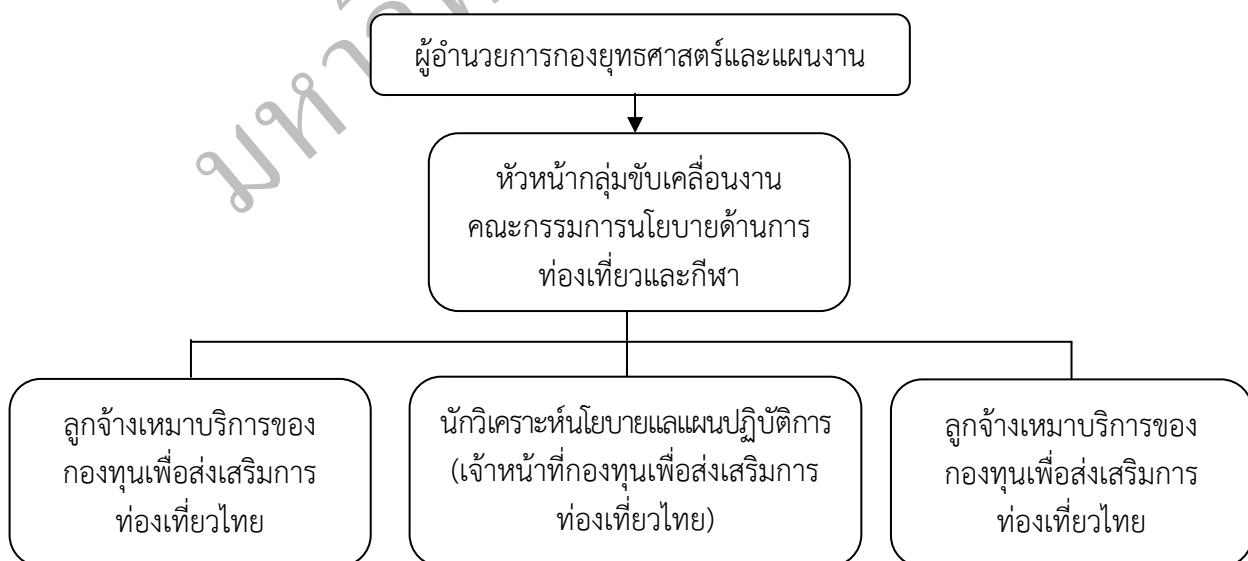 มหาวิ
ผู้อำนวยการกองยุทธศาสตร์และแผนงาน
หัวหน้ากลุ่มขับเคลื่อนงาน
คณะกรรมการนโยบายด้านการ
ท่องเที่ยวและกีฬา
ลูกจ้างเหมาบริการของ
กองทุนเพื่อส่งเสริมการ
ท่องเที่ยวไทย
นักวิเคราะห์นโยบายแลแผนปฏิบัติการ
(เจ้าหน้าที่กองทุนเพื่อส่งเสริมการ
ท่องเที่ยวไทย)
ลูกจ้างเหมาบริการของ
กองทุนเพื่อส่งเสริมการ
ท่องเที่ยวไทย